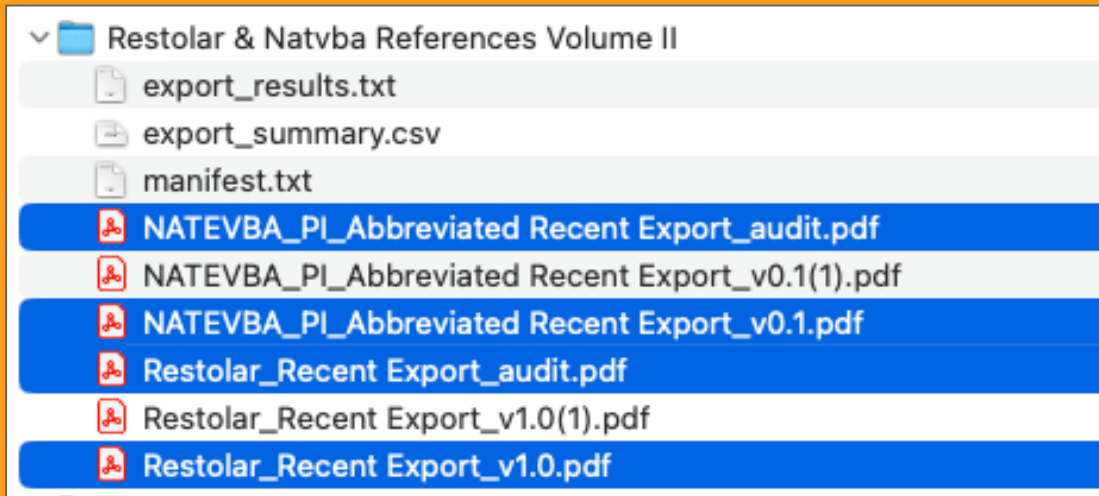 Restolar & Natvba References Volume II
export_results.txt
export_summary.csv
manifest.txt
NATEVBA_PI_Abbreviated Recent Export_audit.pdf
NATEVBA_PI_Abbreviated Recent Export_v0.1(1).pdf
NATEVBA_PI_Abbreviated Recent Export_v0.1.pdf
Restolar_Recent Export_audit.pdf
Restolar_Recent Export_v1.0(1).pdf
Restolar_Recent Export_v1.0.pdf